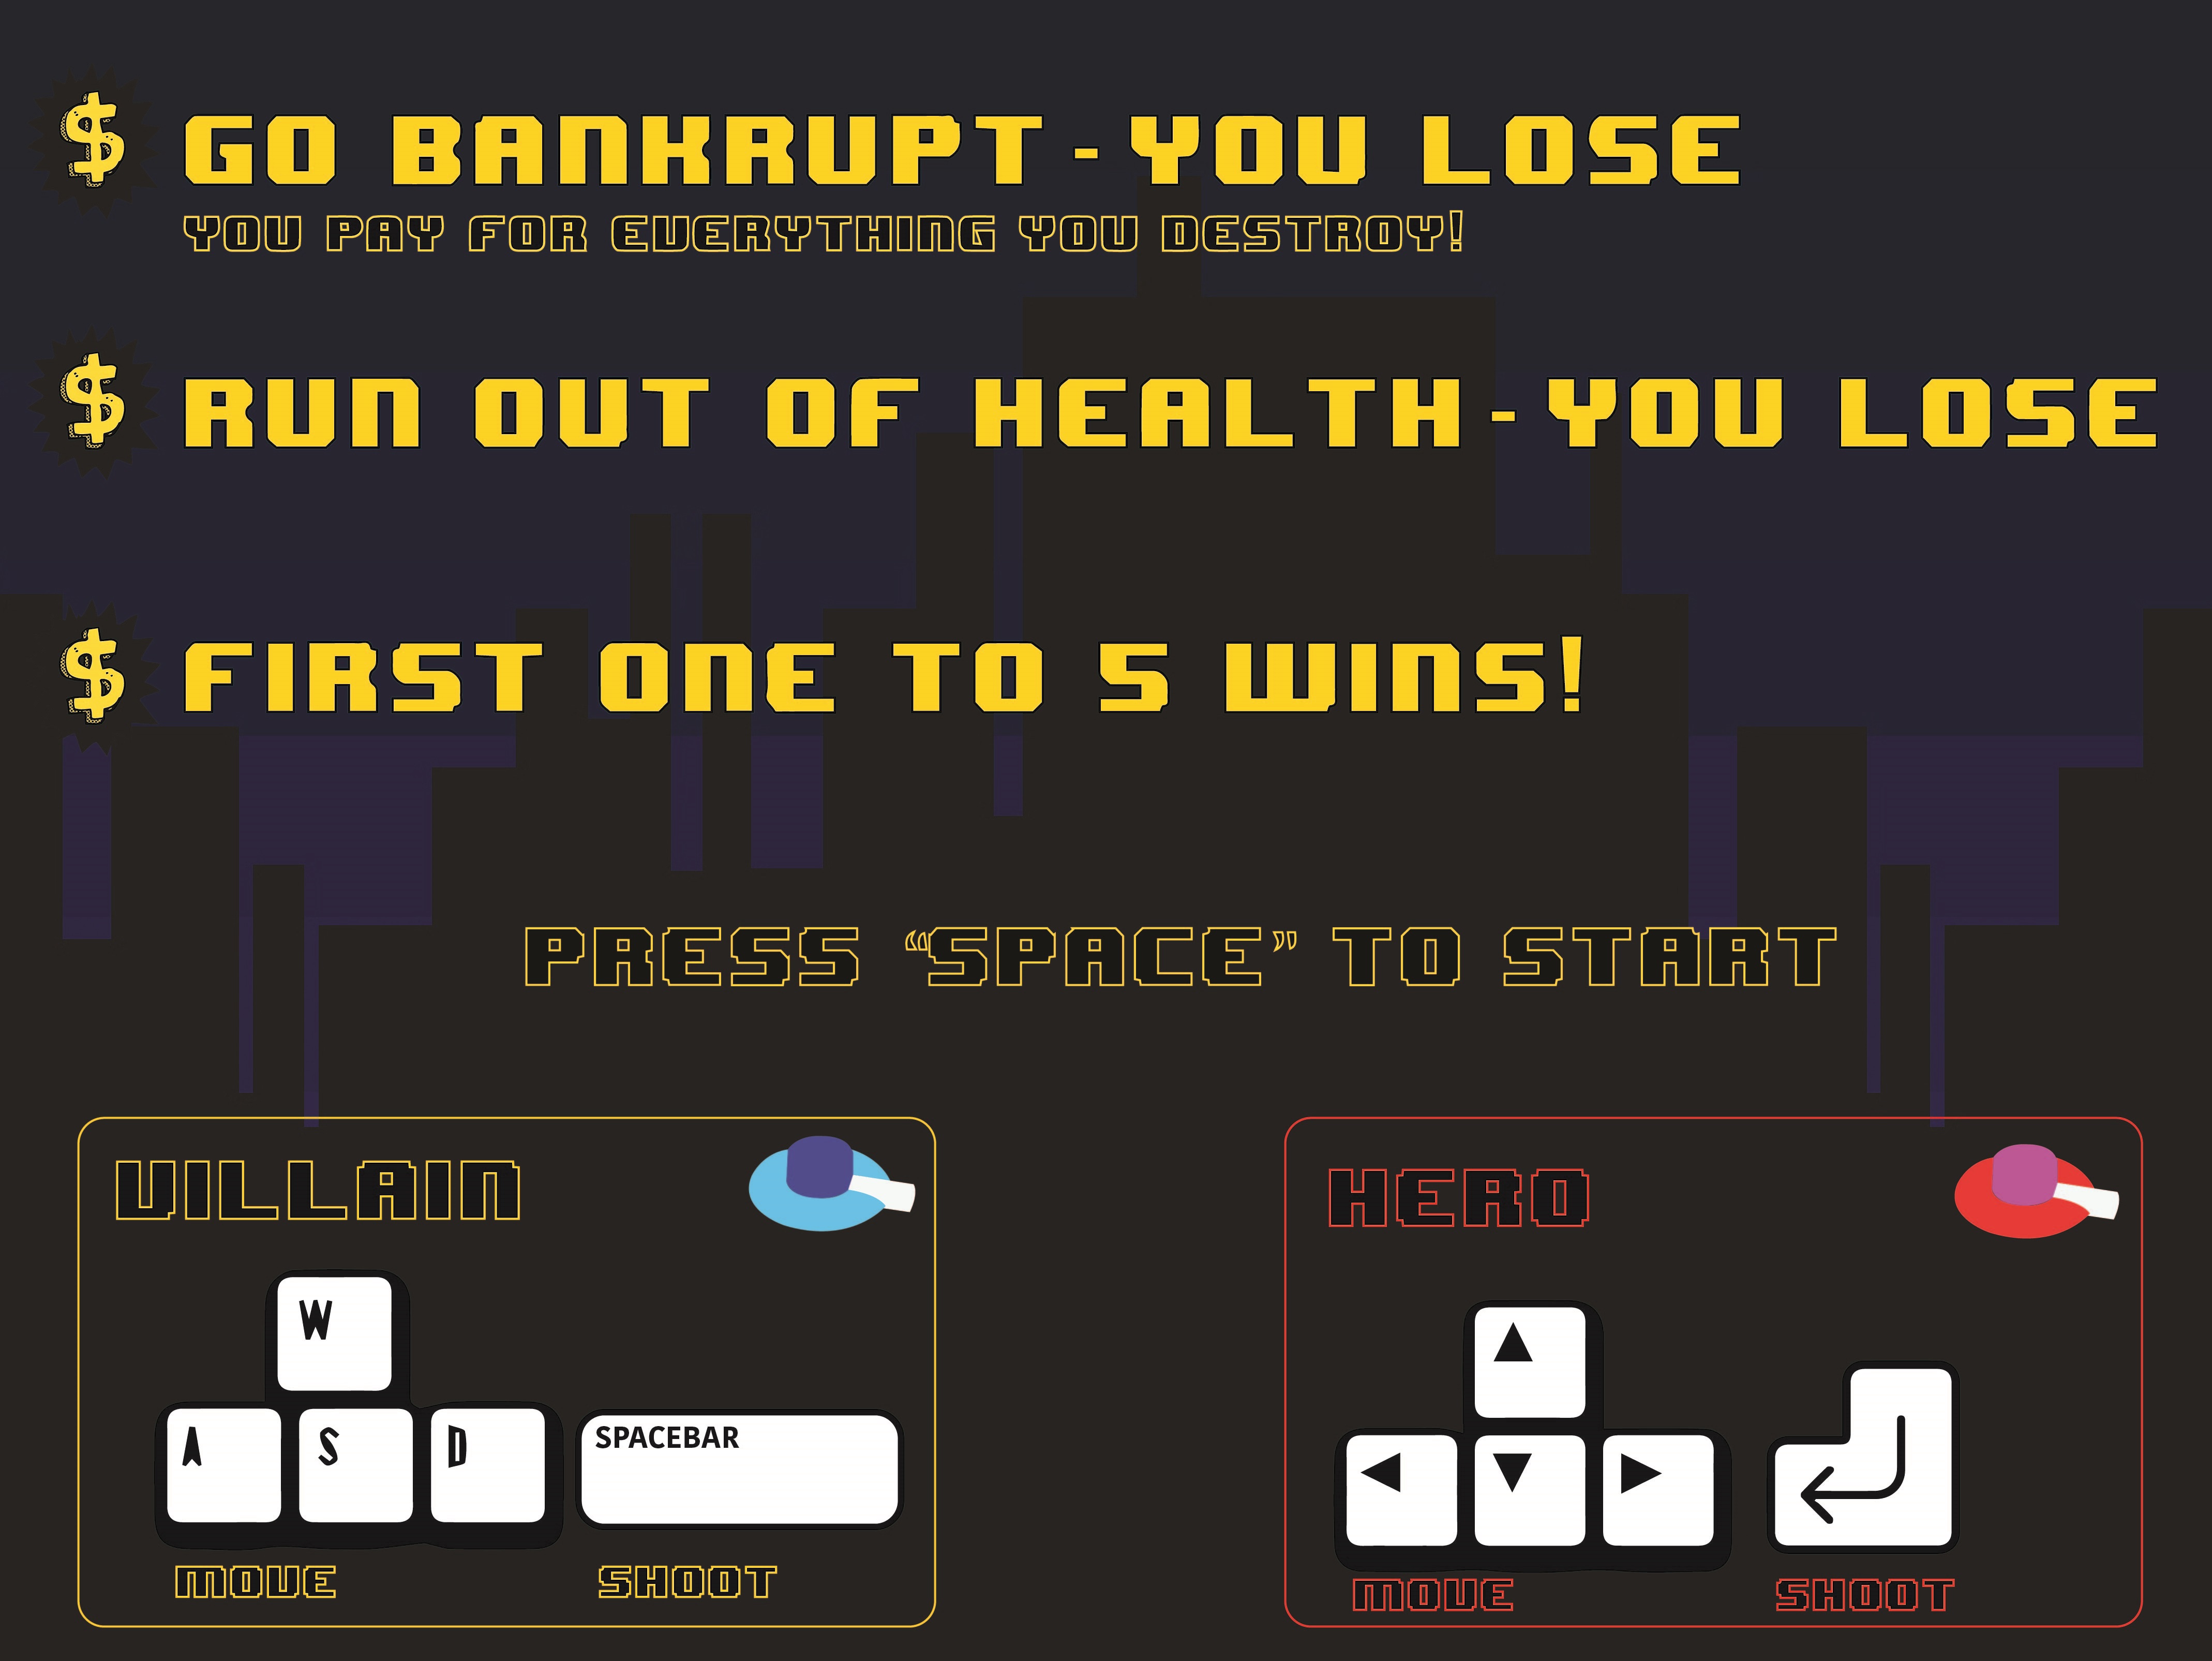 $ GO BANKRUPT - YOU LOSE
YOU PAY FOR EVERYTHING YOU DESTROY!
$ RUN OUT OF HEALTH - YOU LOSE
$ FIRST ONE TO 5 WINS!
PRESS “SPACE” TO START
VILLAIN
W
A S D
SPACEBAR
MOVE
SHOOT
HERO
▲
◀ ▼ ▶
MOVE
SHOOT